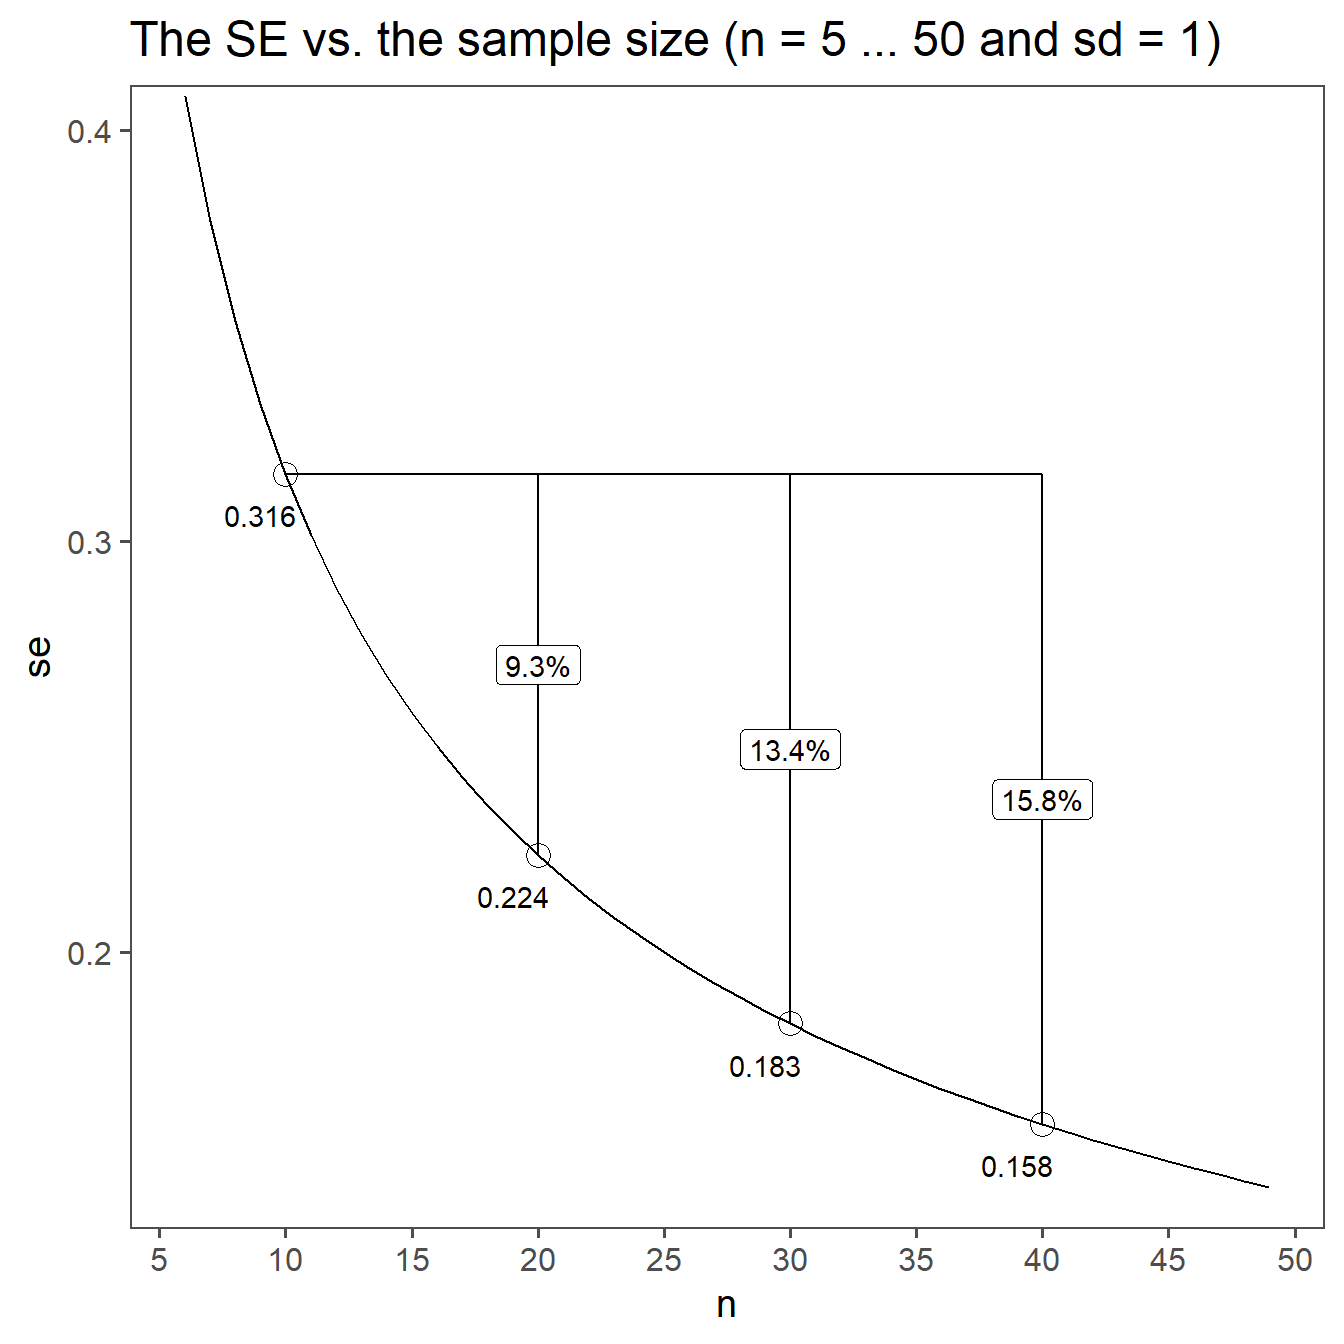 The SE vs. the sample size (n = 5 ... 50 and sd = 1)
0.4
0.3
0.2
se
0.316
9.3%
13.4%
15.8%
0.224
0.183
0.158
5 10 15 20 25 30 35 40 45 50
n